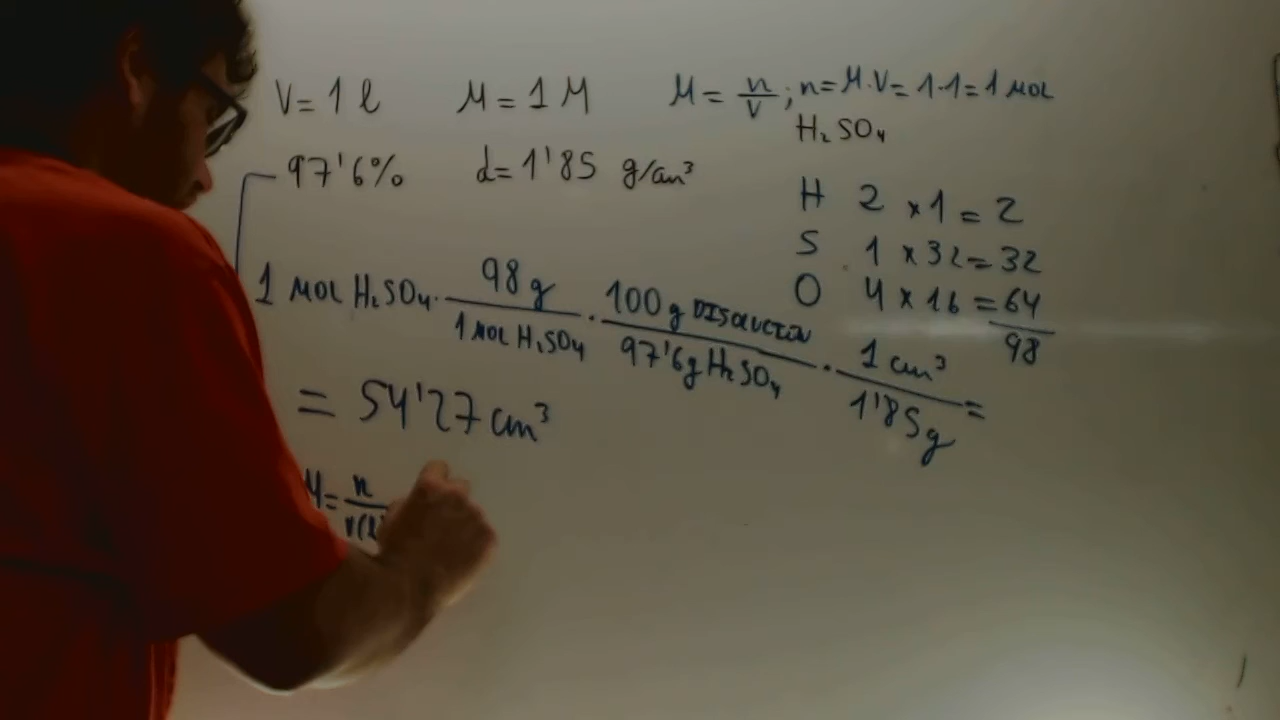 V = 1 l M = 1 M M = n/V ; n = M·V = 1·1 = 1 MOL
H₂SO₄
97'6% d = 1'85 g/cm³
H 2 × 1 = 2
S 1 × 32 = 32
O 4 × 16 = 64
98
1 MOL H₂SO₄ · 98 g / 1 MOL H₂SO₄ · 100 g DISOLUCION / 97'6 g H₂SO₄ · 1 cm³ / 1'85 g =
= 54'27 cm³
M = n / V(l)